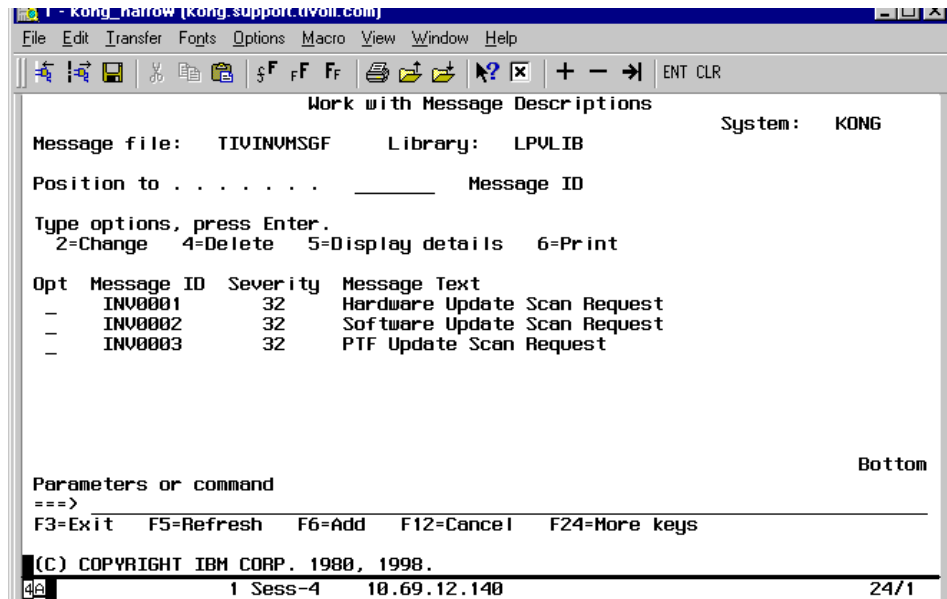 1 - kong_narrow (kong.support.tivoli.com)
File Edit Transfer Fonts Options Macro View Window Help
ENT CLR
Work with Message Descriptions
System: KONG
Message file: TIVINVMSGF Library: LPVLIB
Position to . . . . . . . Message ID
Type options, press Enter.
2=Change 4=Delete 5=Display details 6=Print
Opt Message ID Severity Message Text
INV0001 32 Hardware Update Scan Request
INV0002 32 Software Update Scan Request
INV0003 32 PTF Update Scan Request
Bottom
Parameters or command
===>
F3=Exit F5=Refresh F6=Add F12=Cancel F24=More keys
(C) COPYRIGHT IBM CORP. 1980, 1998.
4A 1 Sess-4 10.69.12.140 24/1